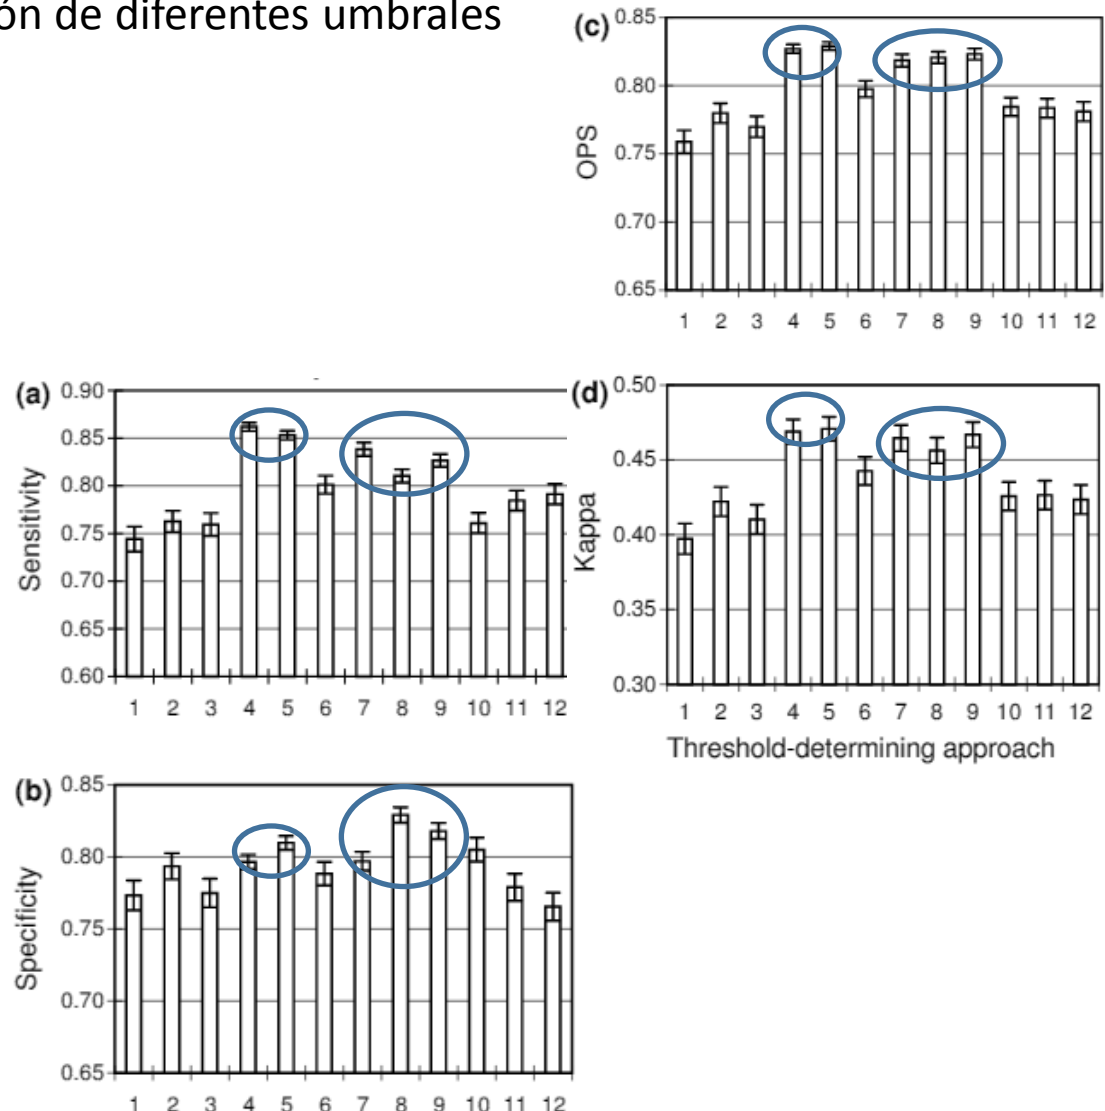 ón de diferentes umbrales
(c)
0.85
0.80
0.75
0.70
0.65
OPS
1 2 3 4 5 6 7 8 9 10 11 12
(a)
0.90
0.85
0.80
0.75
0.70
0.65
0.60
Sensitivity
1 2 3 4 5 6 7 8 9 10 11 12
(d)
0.50
0.45
0.40
0.35
0.30
Kappa
1 2 3 4 5 6 7 8 9 10 11 12
Threshold-determining approach
(b)
0.85
0.80
0.75
0.70
0.65
Specificity
1 2 3 4 5 6 7 8 9 10 11 12